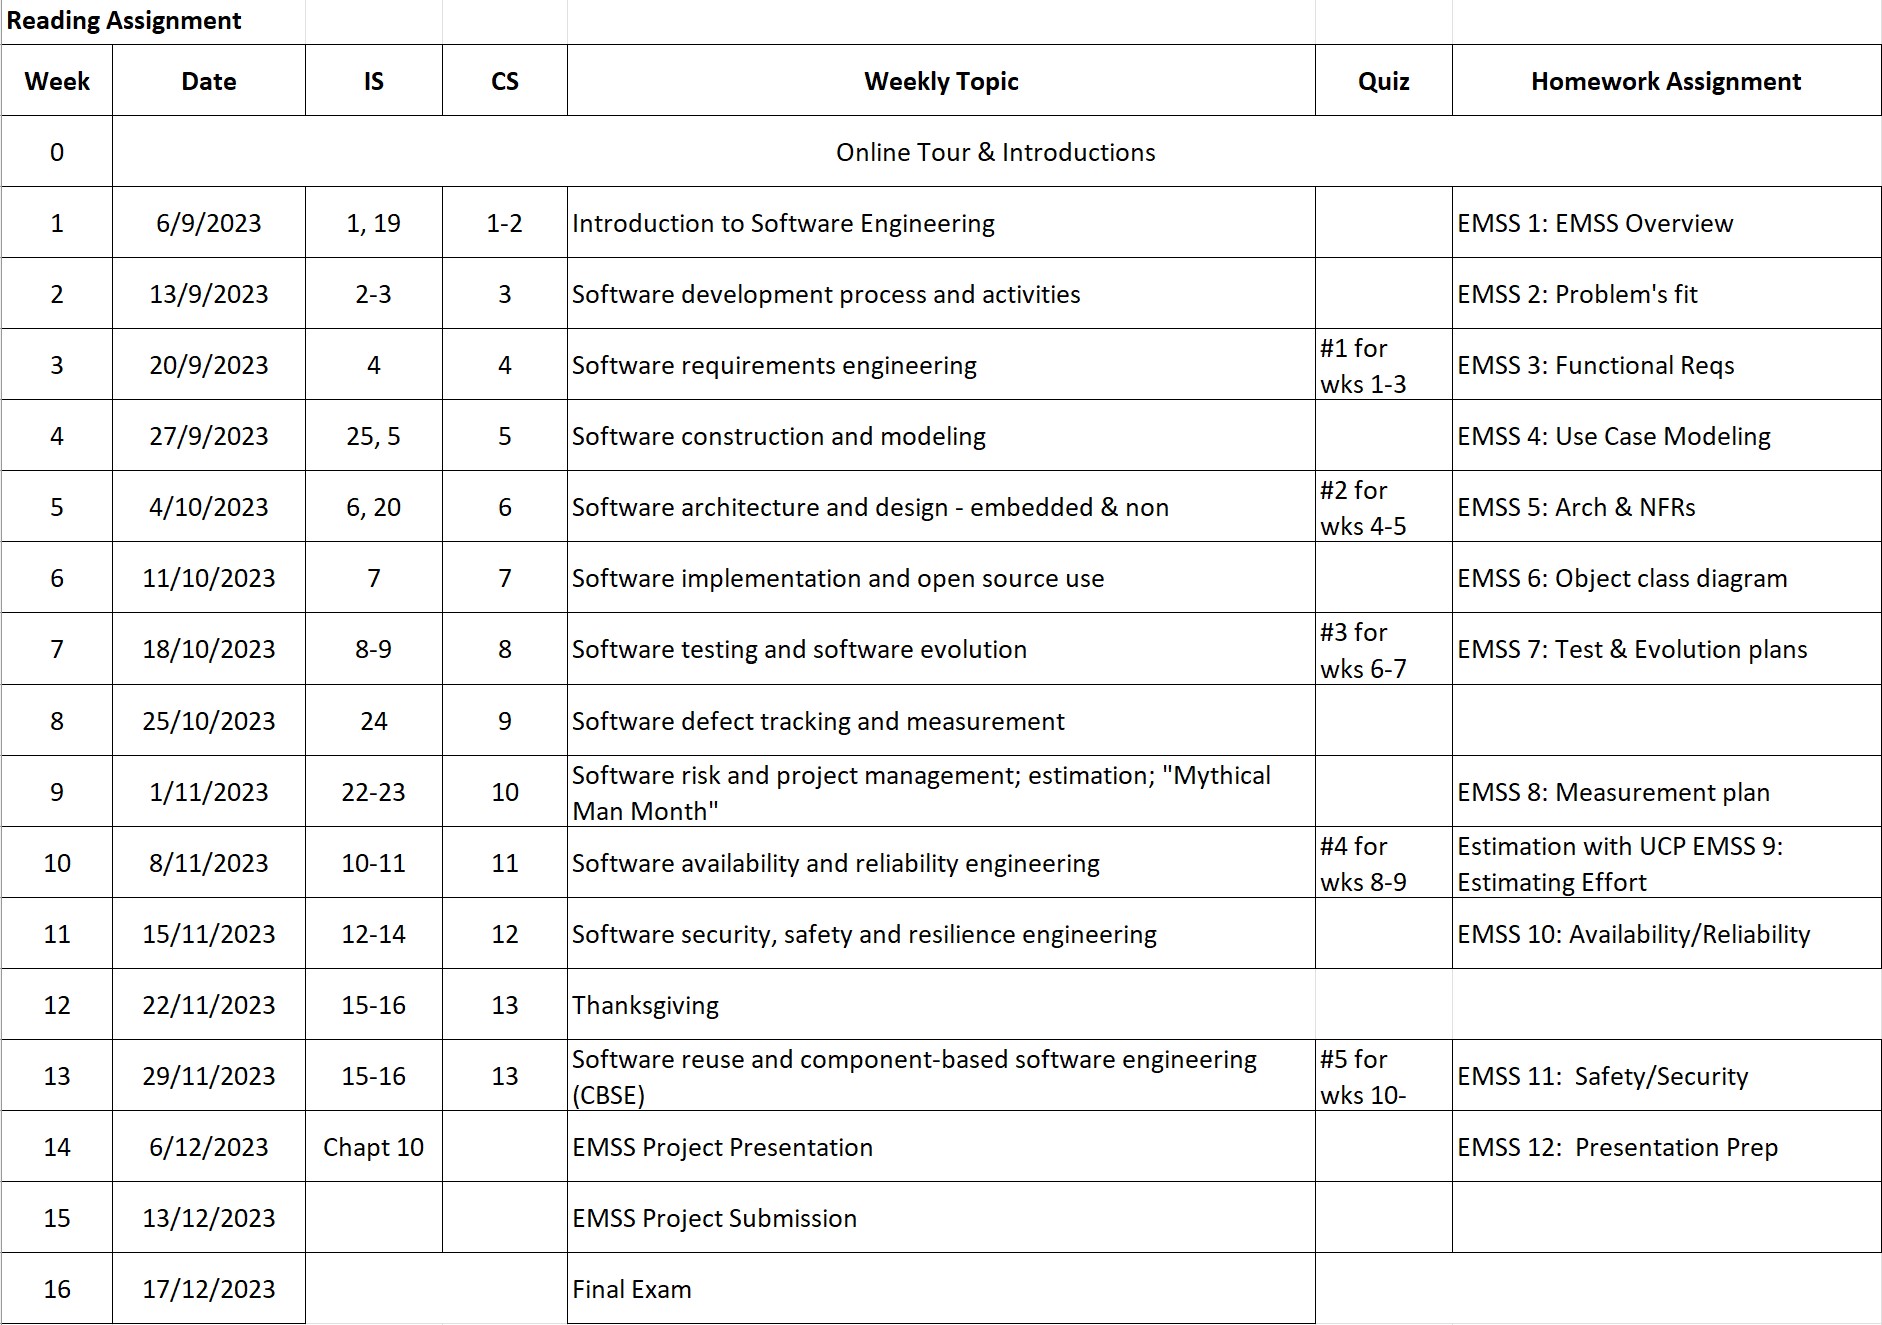 Reading Assignment
Week Date IS CS Weekly Topic Quiz Homework Assignment
0 Online Tour & Introductions
1 6/9/2023 1, 19 1-2 Introduction to Software Engineering EMSS 1: EMSS Overview
2 13/9/2023 2-3 3 Software development process and activities EMSS 2: Problem's fit
3 20/9/2023 4 4 Software requirements engineering #1 for
wks 1-3 EMSS 3: Functional Reqs
4 27/9/2023 25, 5 5 Software construction and modeling EMSS 4: Use Case Modeling
5 4/10/2023 6, 20 6 Software architecture and design - embedded & non #2 for
wks 4-5 EMSS 5: Arch & NFRs
6 11/10/2023 7 7 Software implementation and open source use EMSS 6: Object class diagram
7 18/10/2023 8-9 8 Software testing and software evolution #3 for
wks 6-7 EMSS 7: Test & Evolution plans
8 25/10/2023 24 9 Software defect tracking and measurement
9 1/11/2023 22-23 10 Software risk and project management; estimation; "Mythical
Man Month" EMSS 8: Measurement plan
10 8/11/2023 10-11 11 Software availability and reliability engineering #4 for
wks 8-9 Estimation with UCP EMSS 9:
Estimating Effort
11 15/11/2023 12-14 12 Software security, safety and resilience engineering EMSS 10: Availability/Reliability
12 22/11/2023 15-16 13 Thanksgiving
13 29/11/2023 15-16 13 Software reuse and component-based software engineering
(CBSE) #5 for
wks 10- EMSS 11:  Safety/Security
14 6/12/2023 Chapt 10 EMSS Project Presentation EMSS 12:  Presentation Prep
15 13/12/2023 EMSS Project Submission
16 17/12/2023 Final Exam